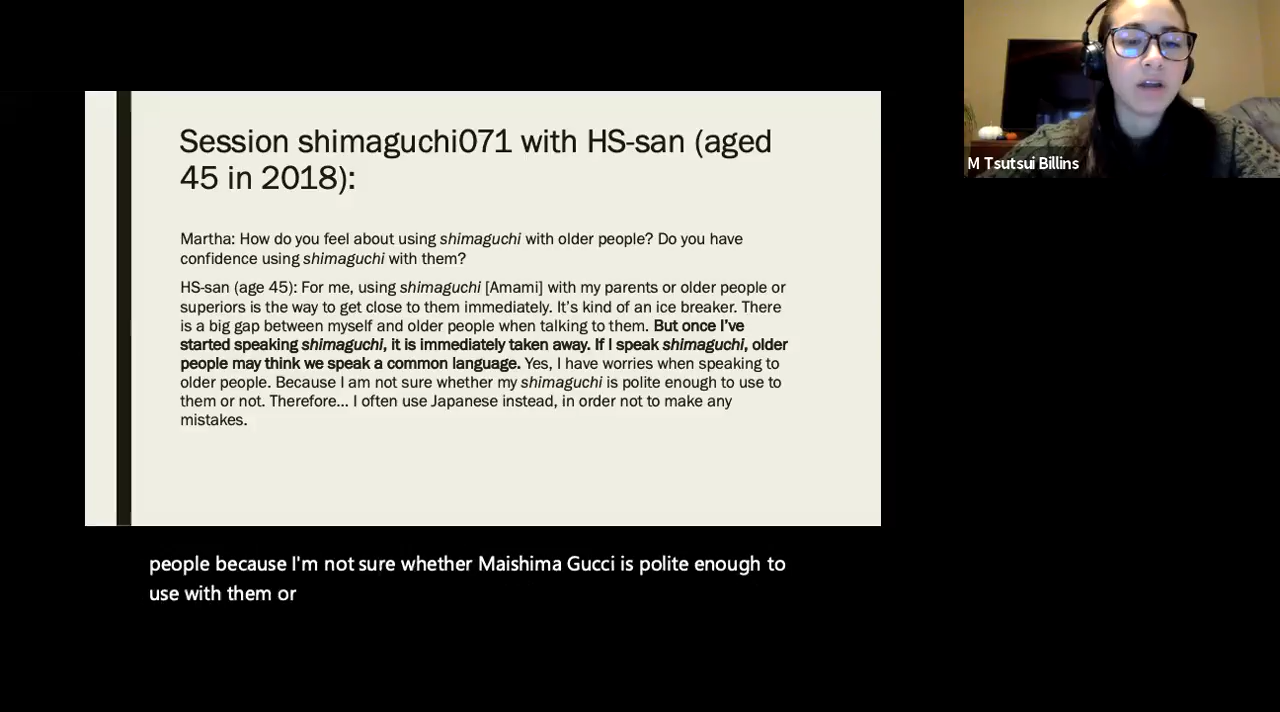 Session shimaguchi071 with HS-san (aged
45 in 2018):
Martha: How do you feel about using shimaguchi with older people? Do you have
confidence using shimaguchi with them?
HS-san (age 45): For me, using shimaguchi [Amami] with my parents or older people or
superiors is the way to get close to them immediately. It's kind of an ice breaker. There
is a big gap between myself and older people when talking to them. But once I've
started speaking shimaguchi, it is immediately taken away. If I speak shimaguchi, older
people may think we speak a common language. Yes, I have worries when speaking to
older people. Because I am not sure whether my shimaguchi is polite enough to use to
them or not. Therefore... I often use Japanese instead, in order not to make any
mistakes.
M Tsutsui Billins
people because I'm not sure whether Maishima Gucci is polite enough to
use with them or